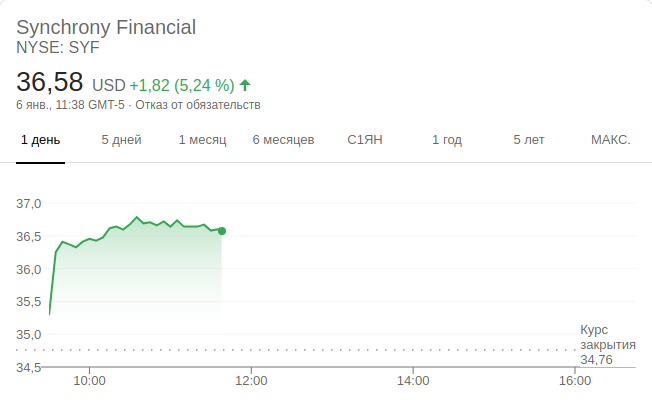 Synchrony Financial
NYSE: SYF
36,58 USD +1,82 (5,24 %)
6 янв., 11:38 GMT-5 · Отказ от обязательств
1 день 5 дней 1 месяц 6 месяцев С1ЯН 1 год 5 лет МАКС.
37,0
36,5
36,0
35,5
35,0
Курс
закрытия
34,76
34,5
10:00 12:00 14:00 16:00